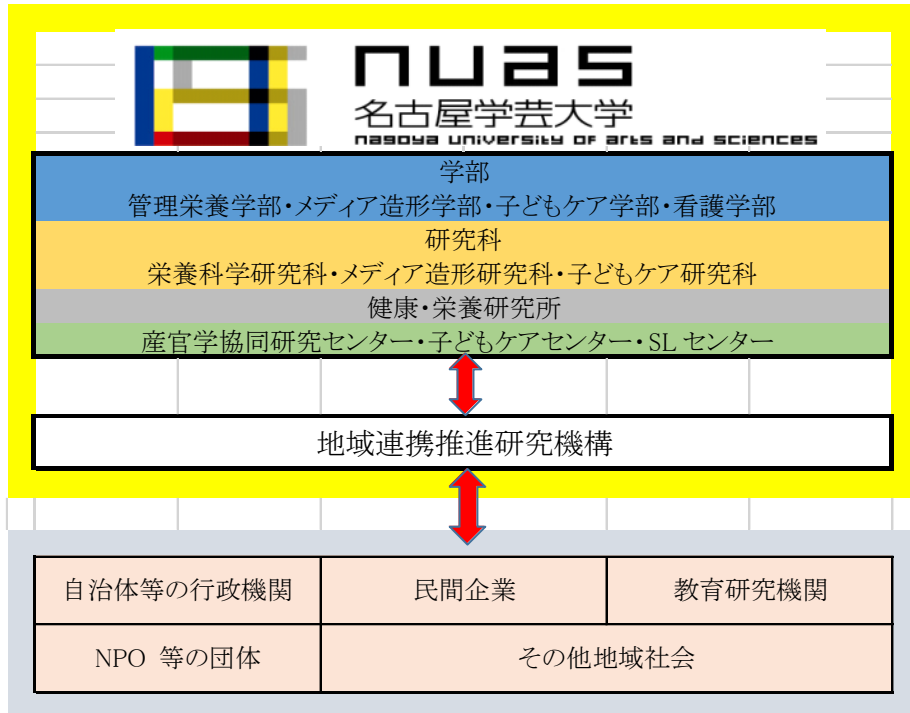 nuas
名古屋学芸大学
nagoya university of arts and sciences
学部
管理栄養学部・メディア造形学部・子どもケア学部・看護学部
研究科
栄養科学研究科・メディア造形研究科・子どもケア研究科
健康・栄養研究所
産官学協同研究センター・子どもケアセンター・SL センター
地域連携推進研究機構
自治体等の行政機関
民間企業
教育研究機関
NPO 等の団体
その他地域社会